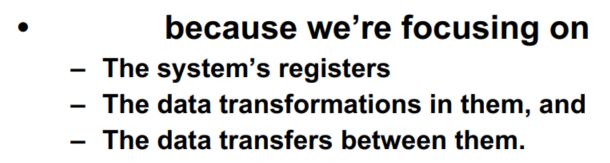 • because we're focusing on
– The system's registers
– The data transformations in them, and
– The data transfers between them.